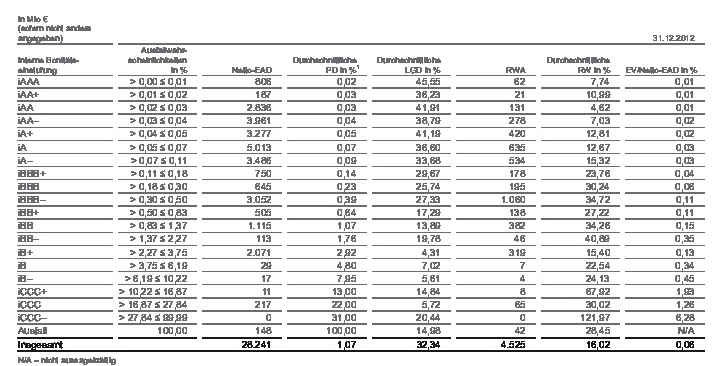 In Mio €
(sofern nicht anders
angegeben) 31.12.2012
Interne Bonitäts-einstufung Ausfallwahr-scheinlichkeiten in % Netto-EAD Durchschnittliche PD in %¹ Durchschnittliche LGD in % RWA Durchschnittliche RW in % EV/Netto-EAD in %
iAAA > 0,00 ≤ 0,01 806 0,02 45,55 62 7,74 0,01
iAA+ > 0,01 ≤ 0,02 187 0,03 36,23 21 10,99 0,01
iAA > 0,02 ≤ 0,03 2.836 0,03 41,91 131 4,62 0,01
iAA– > 0,03 ≤ 0,04 3.961 0,04 38,79 278 7,03 0,02
iA+ > 0,04 ≤ 0,05 3.277 0,05 41,19 420 12,81 0,02
iA > 0,05 ≤ 0,07 5.013 0,07 36,60 635 12,67 0,03
iA– > 0,07 ≤ 0,11 3.486 0,09 33,68 534 15,32 0,03
iBBB+ > 0,11 ≤ 0,18 750 0,14 29,67 178 23,76 0,04
iBBB > 0,18 ≤ 0,30 645 0,23 25,74 195 30,24 0,06
iBBB– > 0,30 ≤ 0,50 3.052 0,39 27,33 1.060 34,72 0,11
iBB+ > 0,50 ≤ 0,83 505 0,64 17,29 138 27,22 0,11
iBB > 0,83 ≤ 1,37 1.115 1,07 13,89 382 34,26 0,15
iBB– > 1,37 ≤ 2,27 113 1,76 19,78 46 40,89 0,35
iB+ > 2,27 ≤ 3,75 2.071 2,92 4,40 319 15,40 0,13
iB > 3,75 ≤ 6,19 29 4,80 7,02 7 22,54 0,34
iB– > 6,19 ≤ 10,22 17 7,95 5,61 4 24,13 0,45
iCCC+ > 10,22 ≤ 16,87 11 13,00 14,84 8 67,92 1,93
iCCC > 16,87 ≤ 27,84 217 22,00 5,72 65 30,02 1,26
iCCC– > 27,84 ≤ 99,99 0 31,00 20,44 0 121,97 6,28
Ausfall 100,00 148 100,00 14,98 42 28,45 N/A
Insgesamt 28.241 1,07 32,34 4.525 16,02 0,06
N/A – nicht aussagekräftig